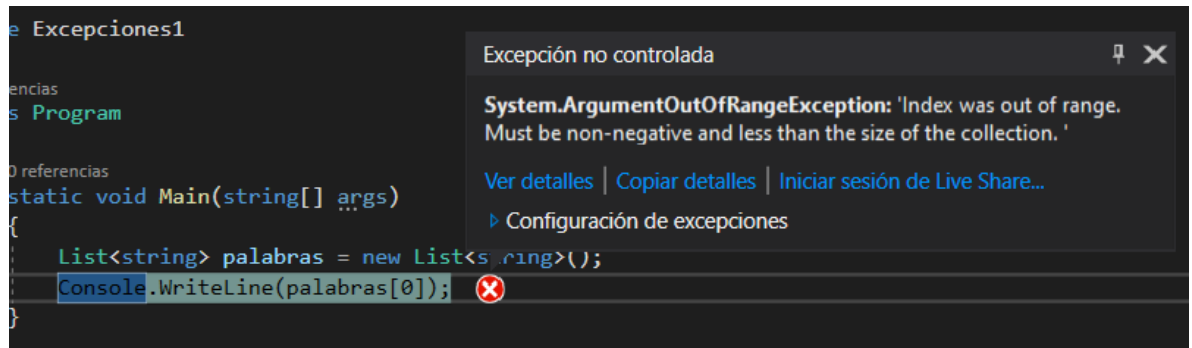 e Excepciones1
encias
s Program
0 referencias
static void Main(string[] args)
{
List<string> palabras = new List<string>();
Console.WriteLine(palabras[0]);
}
Excepción no controlada
System.ArgumentOutOfRangeException: 'Index was out of range.
Must be non-negative and less than the size of the collection. '
Ver detalles | Copiar detalles | Iniciar sesión de Live Share...
Configuración de excepciones